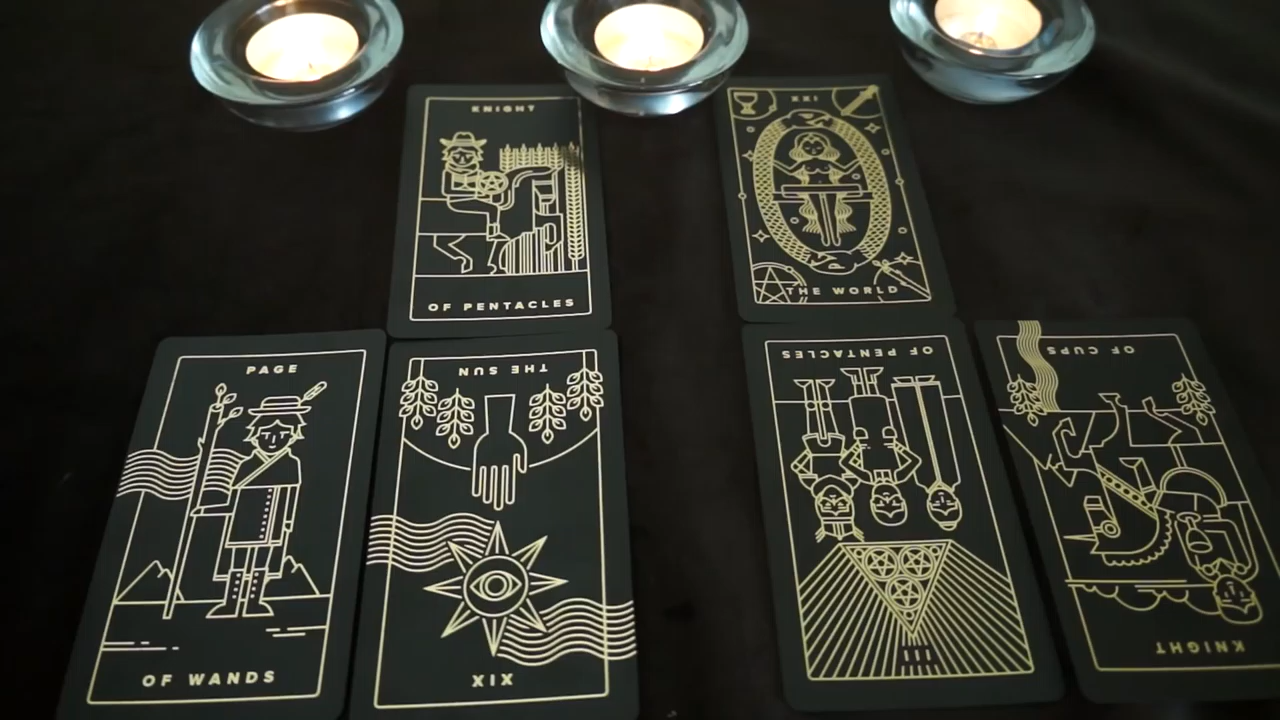 KNIGHT
OF PENTACLES
XXI
THE WORLD
PAGE
OF WANDS
THE SUN
XIX
OF PENTACLES
III
OF CUPS
KNIGHT